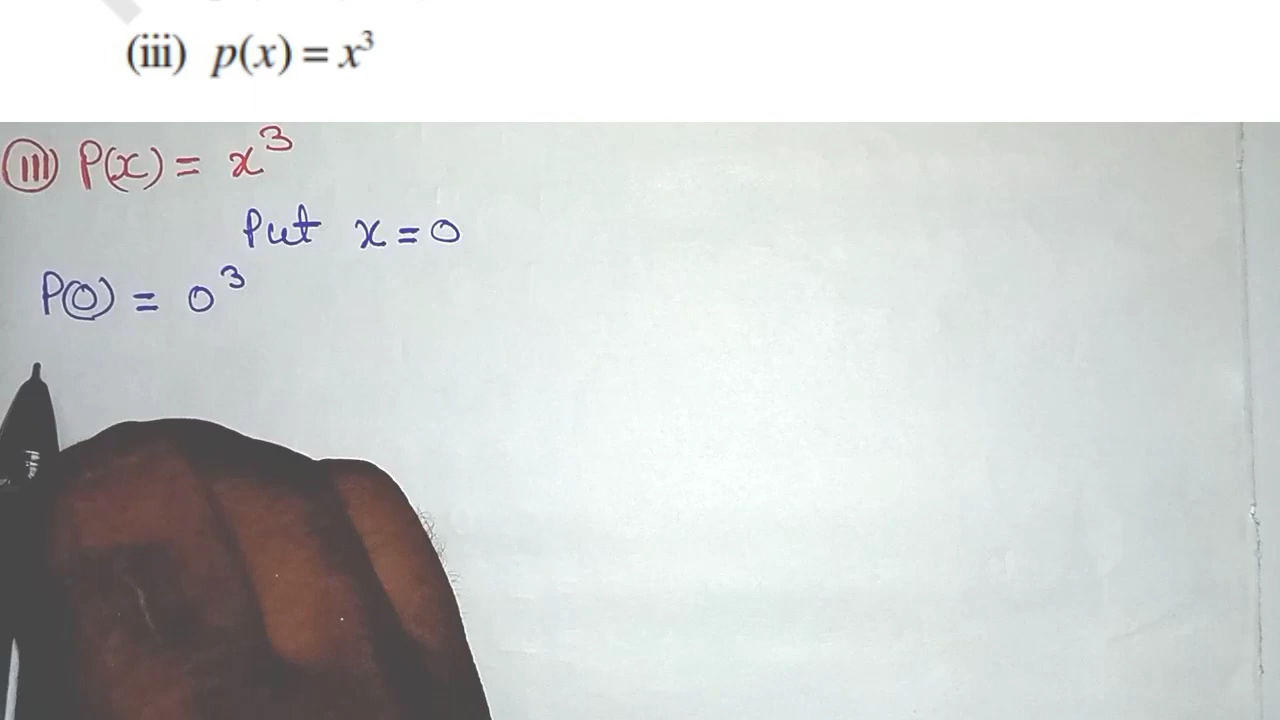 (iii) p(x) = x³
(iii) P(x) = x³
Put x = 0
P(0) = 0³